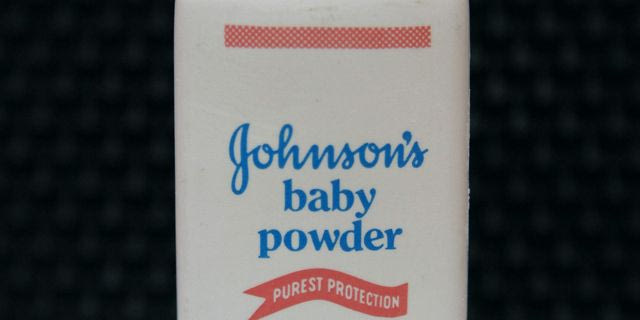 Johnson's
baby
powder
PUREST PROTECTION